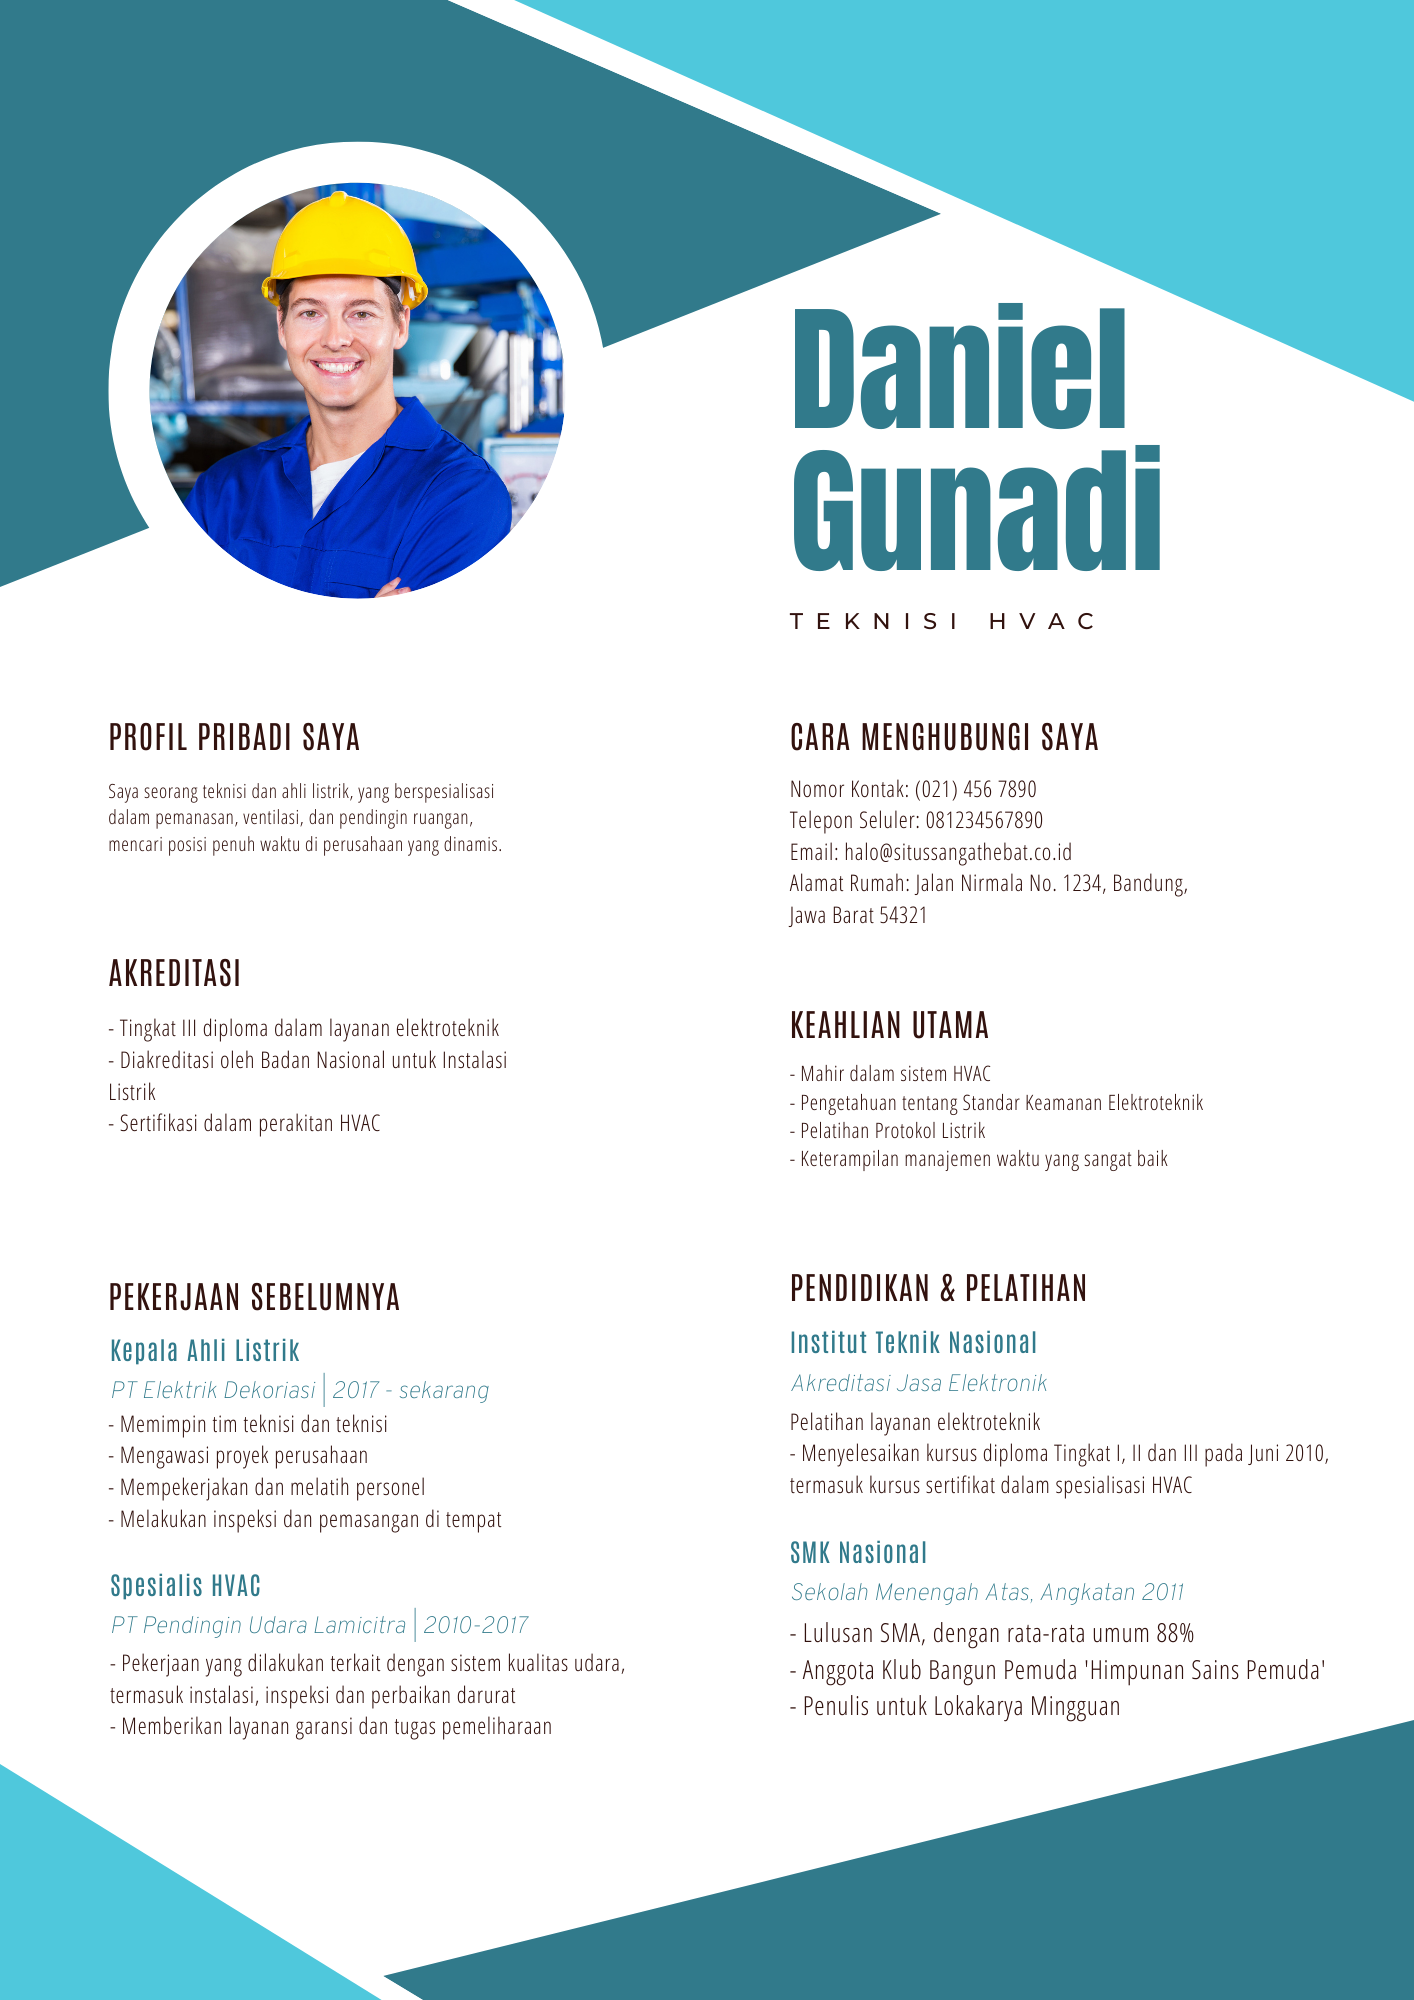 Daniel
Gunadi
TEKNISI HVAC
PROFIL PRIBADI SAYA
Saya seorang teknisi dan ahli listrik, yang berspesialisasi
dalam pemanasan, ventilasi, dan pendingin ruangan,
mencari posisi penuh waktu di perusahaan yang dinamis.
AKREDITASI
- Tingkat III diploma dalam layanan elektroteknik
- Diakreditasi oleh Badan Nasional untuk Instalasi
Listrik
- Sertifikasi dalam perakitan HVAC
PEKERJAAN SEBELUMNYA
Kepala Ahli Listrik
PT Elektrik Dekoriasi | 2017 - sekarang
- Memimpin tim teknisi dan teknisi
- Mengawasi proyek perusahaan
- Mempekerjakan dan melatih personel
- Melakukan inspeksi dan pemasangan di tempat
Spesialis HVAC
PT Pendingin Udara Lamicitra | 2010-2017
- Pekerjaan yang dilakukan terkait dengan sistem kualitas udara,
termasuk instalasi, inspeksi dan perbaikan darurat
- Memberikan layanan garansi dan tugas pemeliharaan
CARA MENGHUBUNGI SAYA
Nomor Kontak: (021) 456 7890
Telepon Seluler: 081234567890
Email: halo@situssangathebat.co.id
Alamat Rumah: Jalan Nirmala No. 1234, Bandung,
Jawa Barat 54321
KEAHLIAN UTAMA
- Mahir dalam sistem HVAC
- Pengetahuan tentang Standar Keamanan Elektroteknik
- Pelatihan Protokol Listrik
- Keterampilan manajemen waktu yang sangat baik
PENDIDIKAN & PELATIHAN
Institut Teknik Nasional
Akreditasi Jasa Elektronik
Pelatihan layanan elektroteknik
- Menyelesaikan kursus diploma Tingkat I, II dan III pada Juni 2010,
termasuk kursus sertifikat dalam spesialisasi HVAC
SMK Nasional
Sekolah Menengah Atas, Angkatan 2011
- Lulusan SMA, dengan rata-rata umum 88%
- Anggota Klub Bangun Pemuda 'Himpunan Sains Pemuda'
- Penulis untuk Lokakarya Mingguan